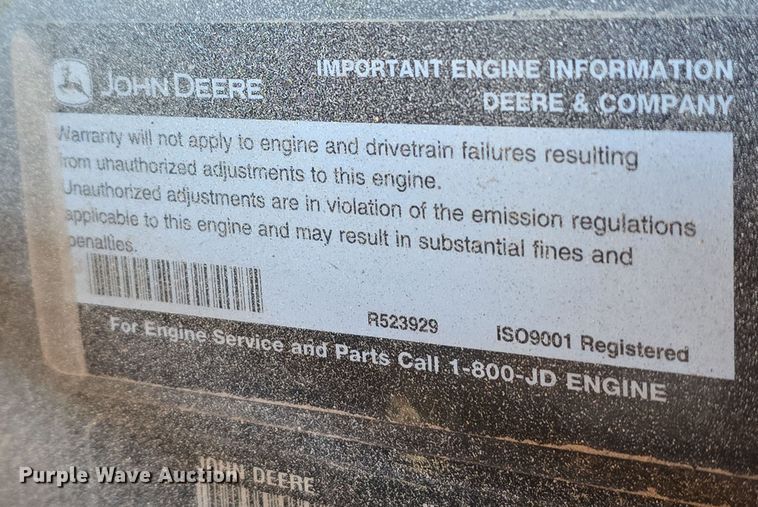 JOHN DEERE
IMPORTANT ENGINE INFORMATION
DEERE & COMPANY
Warranty will not apply to engine and drivetrain failures resulting
from unauthorized adjustments to this engine.
Unauthorized adjustments are in violation of the emission regulations
applicable to this engine and may result in substantial fines and
penalties.
R523929
ISO9001 Registered
For Engine Service and Parts Call 1-800-JD ENGINE
JOHN DEERE
Purple Wave Auction